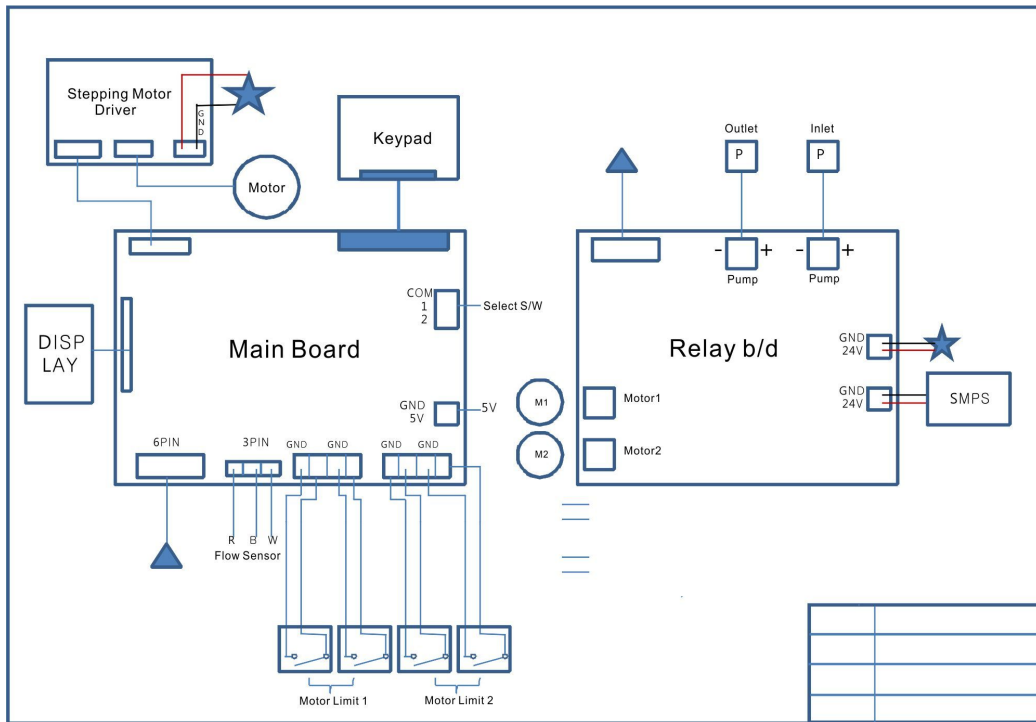 Stepping Motor
Driver
GND
Motor
Keypad
Outlet
Inlet
P
P
-
+
-
+
Pump
Pump
COM
1
2
Select S/W
DISP
LAY
Main Board
Relay b/d
GND
24V
GND
24V
SMPS
M1
Motor1
M2
Motor2
GND
5V
5V
6PIN
3PIN
GND
GND
GND
GND
R
B
W
Flow Sensor
Motor Limit 1
Motor Limit 2